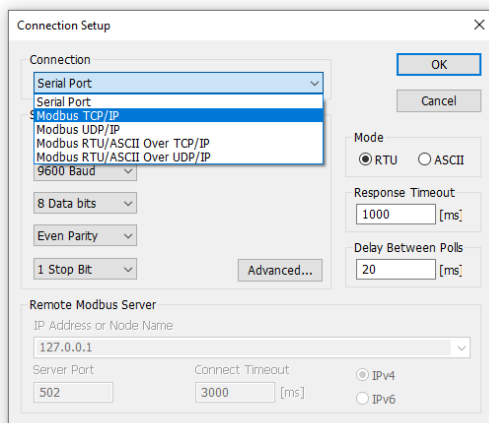 Connection Setup
Connection
Serial Port
Serial Port
Modbus TCP/IP
Modbus UDP/IP
Modbus RTU/ASCII Over TCP/IP
Modbus RTU/ASCII Over UDP/IP
OK
Cancel
9600 Baud
8 Data bits
Even Parity
1 Stop Bit
Advanced...
Mode
RTU
ASCII
Response Timeout
1000 [ms]
Delay Between Polls
20 [ms]
Remote Modbus Server
IP Address or Node Name
127.0.0.1
Server Port
502
Connect Timeout
3000 [ms]
IPv4
IPv6